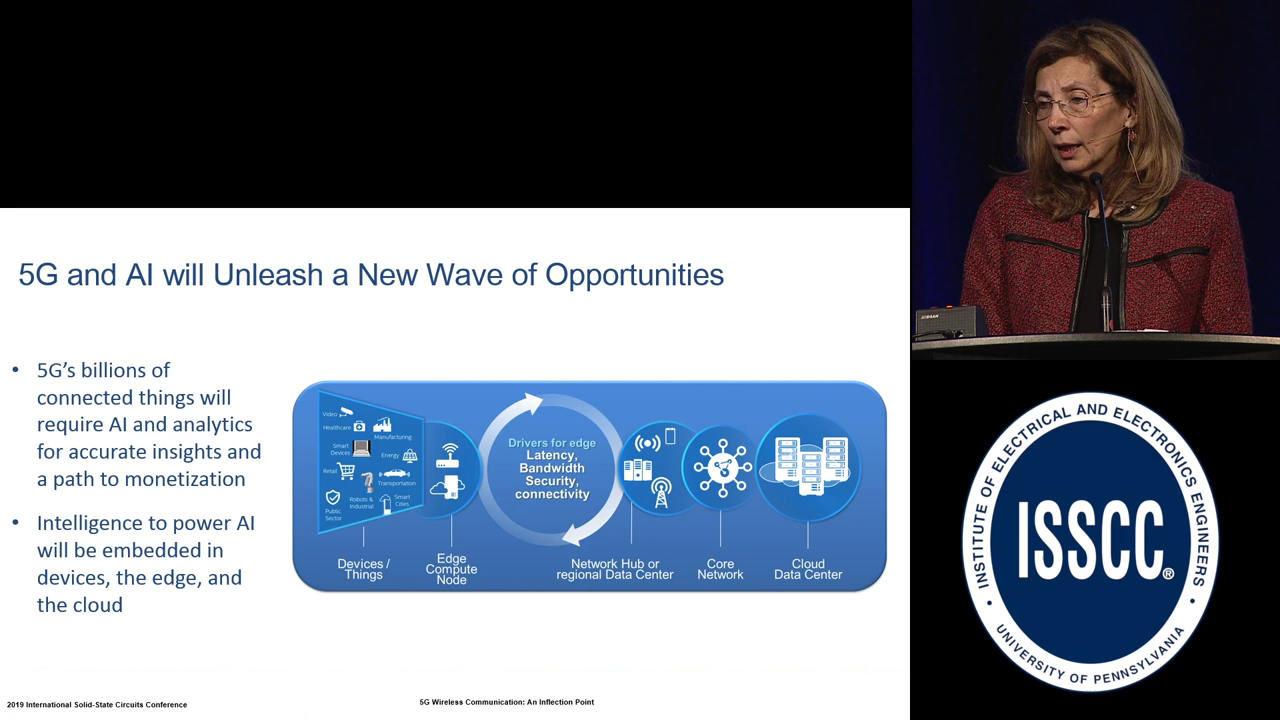 5G and AI will Unleash a New Wave of Opportunities
• 5G’s billions of
connected things will
require AI and analytics
for accurate insights and
a path to monetization
• Intelligence to power AI
will be embedded in
devices, the edge, and
the cloud
Video
Healthcare
Manufacturing
Smart
Devices
Energy
Retail
Transportation
Robots &
Industrial
Smart
Cities
Public
Sector
Drivers for edge
Latency,
Bandwidth
Security,
connectivity
Devices /
Things
Edge
Compute
Node
Network Hub or
regional Data Center
Core
Network
Cloud
Data Center
2019 International Solid-State Circuits Conference
5G Wireless Communication: An Inflection Point
INSTITUTE OF ELECTRICAL AND ELECTRONICS ENGINEERS
ISSCC®
• UNIVERSITY OF PENNSYLVANIA •